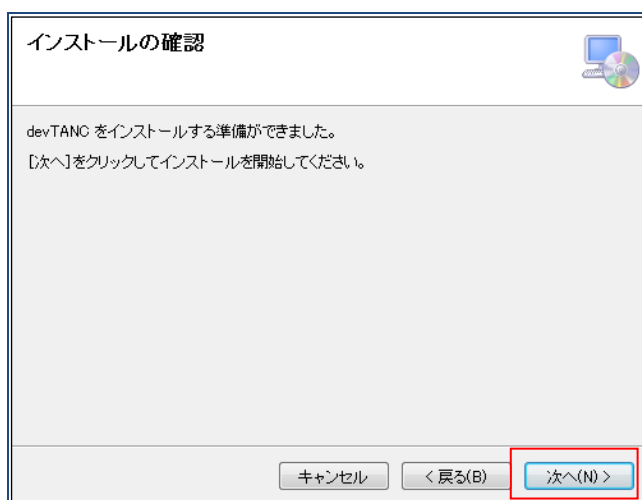 インストールの確認
devTANC をインストールする準備ができました。
[次へ]をクリックしてインストールを開始してください。
キャンセル
< 戻る(B)
次へ(N) >